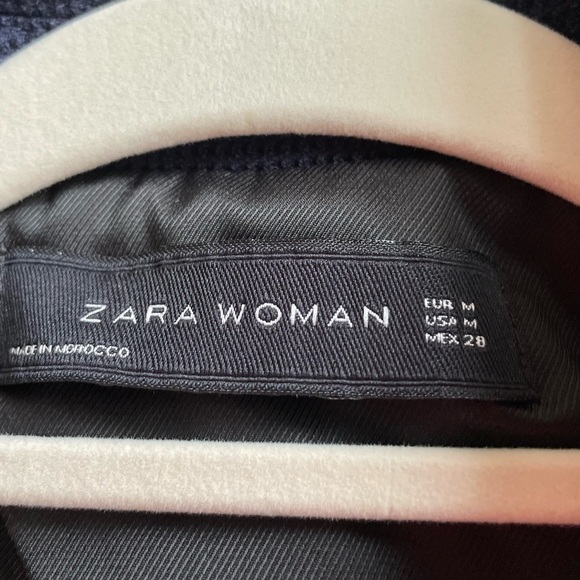 ZARA WOMAN
MADE IN MOROCCO
EUR M
USA M
MEX 28